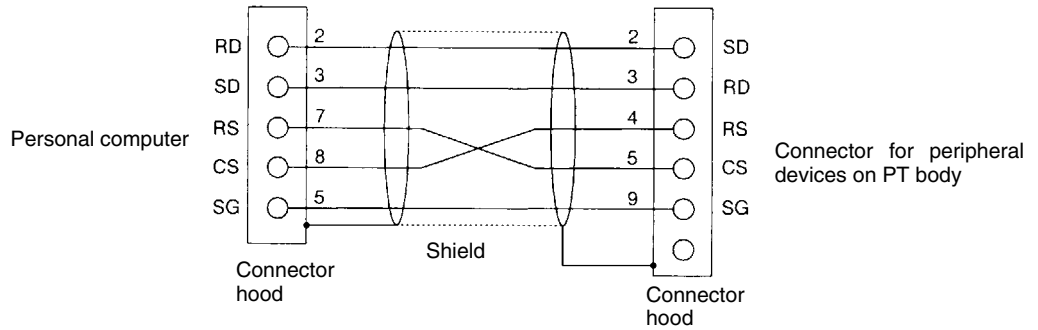 RD 2 2 SD
SD 3 3 RD
RS 7 4 RS
Personal computer
CS 8 5 CS
Connector for peripheral
devices on PT body
SG 5 9 SG
Shield
Connector
hood
Connector
hood